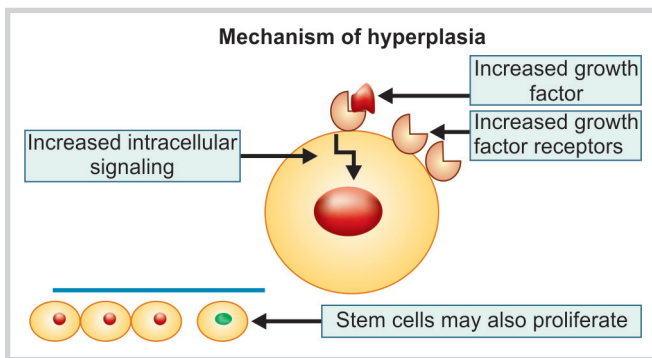 Mechanism of hyperplasia
Increased growth
factor
Increased growth
factor receptors
Increased intracellular
signaling
Stem cells may also proliferate